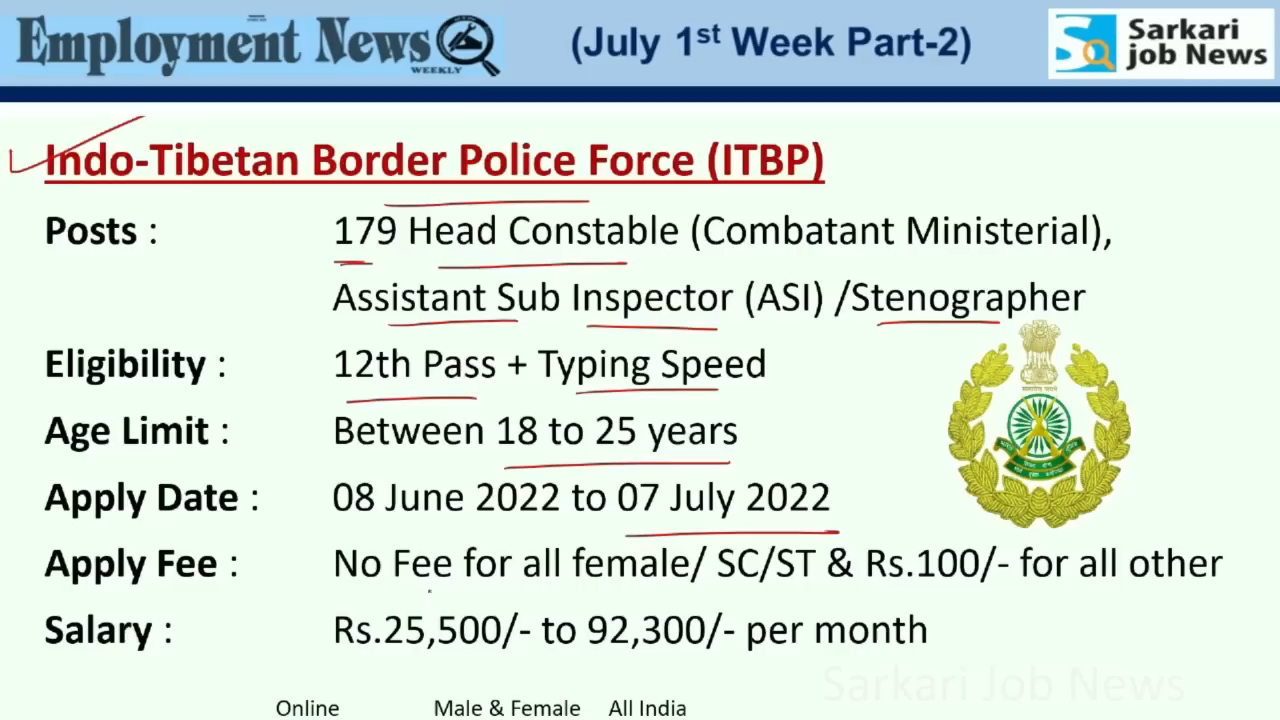 Employment News
WEEKLY
(July 1st Week Part-2)
Sarkari
Job News
Indo-Tibetan Border Police Force (ITBP)
Posts : 179 Head Constable (Combatant Ministerial),
Assistant Sub Inspector (ASI) /Stenographer
Eligibility : 12th Pass + Typing Speed
Age Limit : Between 18 to 25 years
Apply Date : 08 June 2022 to 07 July 2022
Apply Fee : No Fee for all female/ SC/ST & Rs.100/- for all other
Salary : Rs.25,500/- to 92,300/- per month
Sarkari Job News
Online Male & Female All India